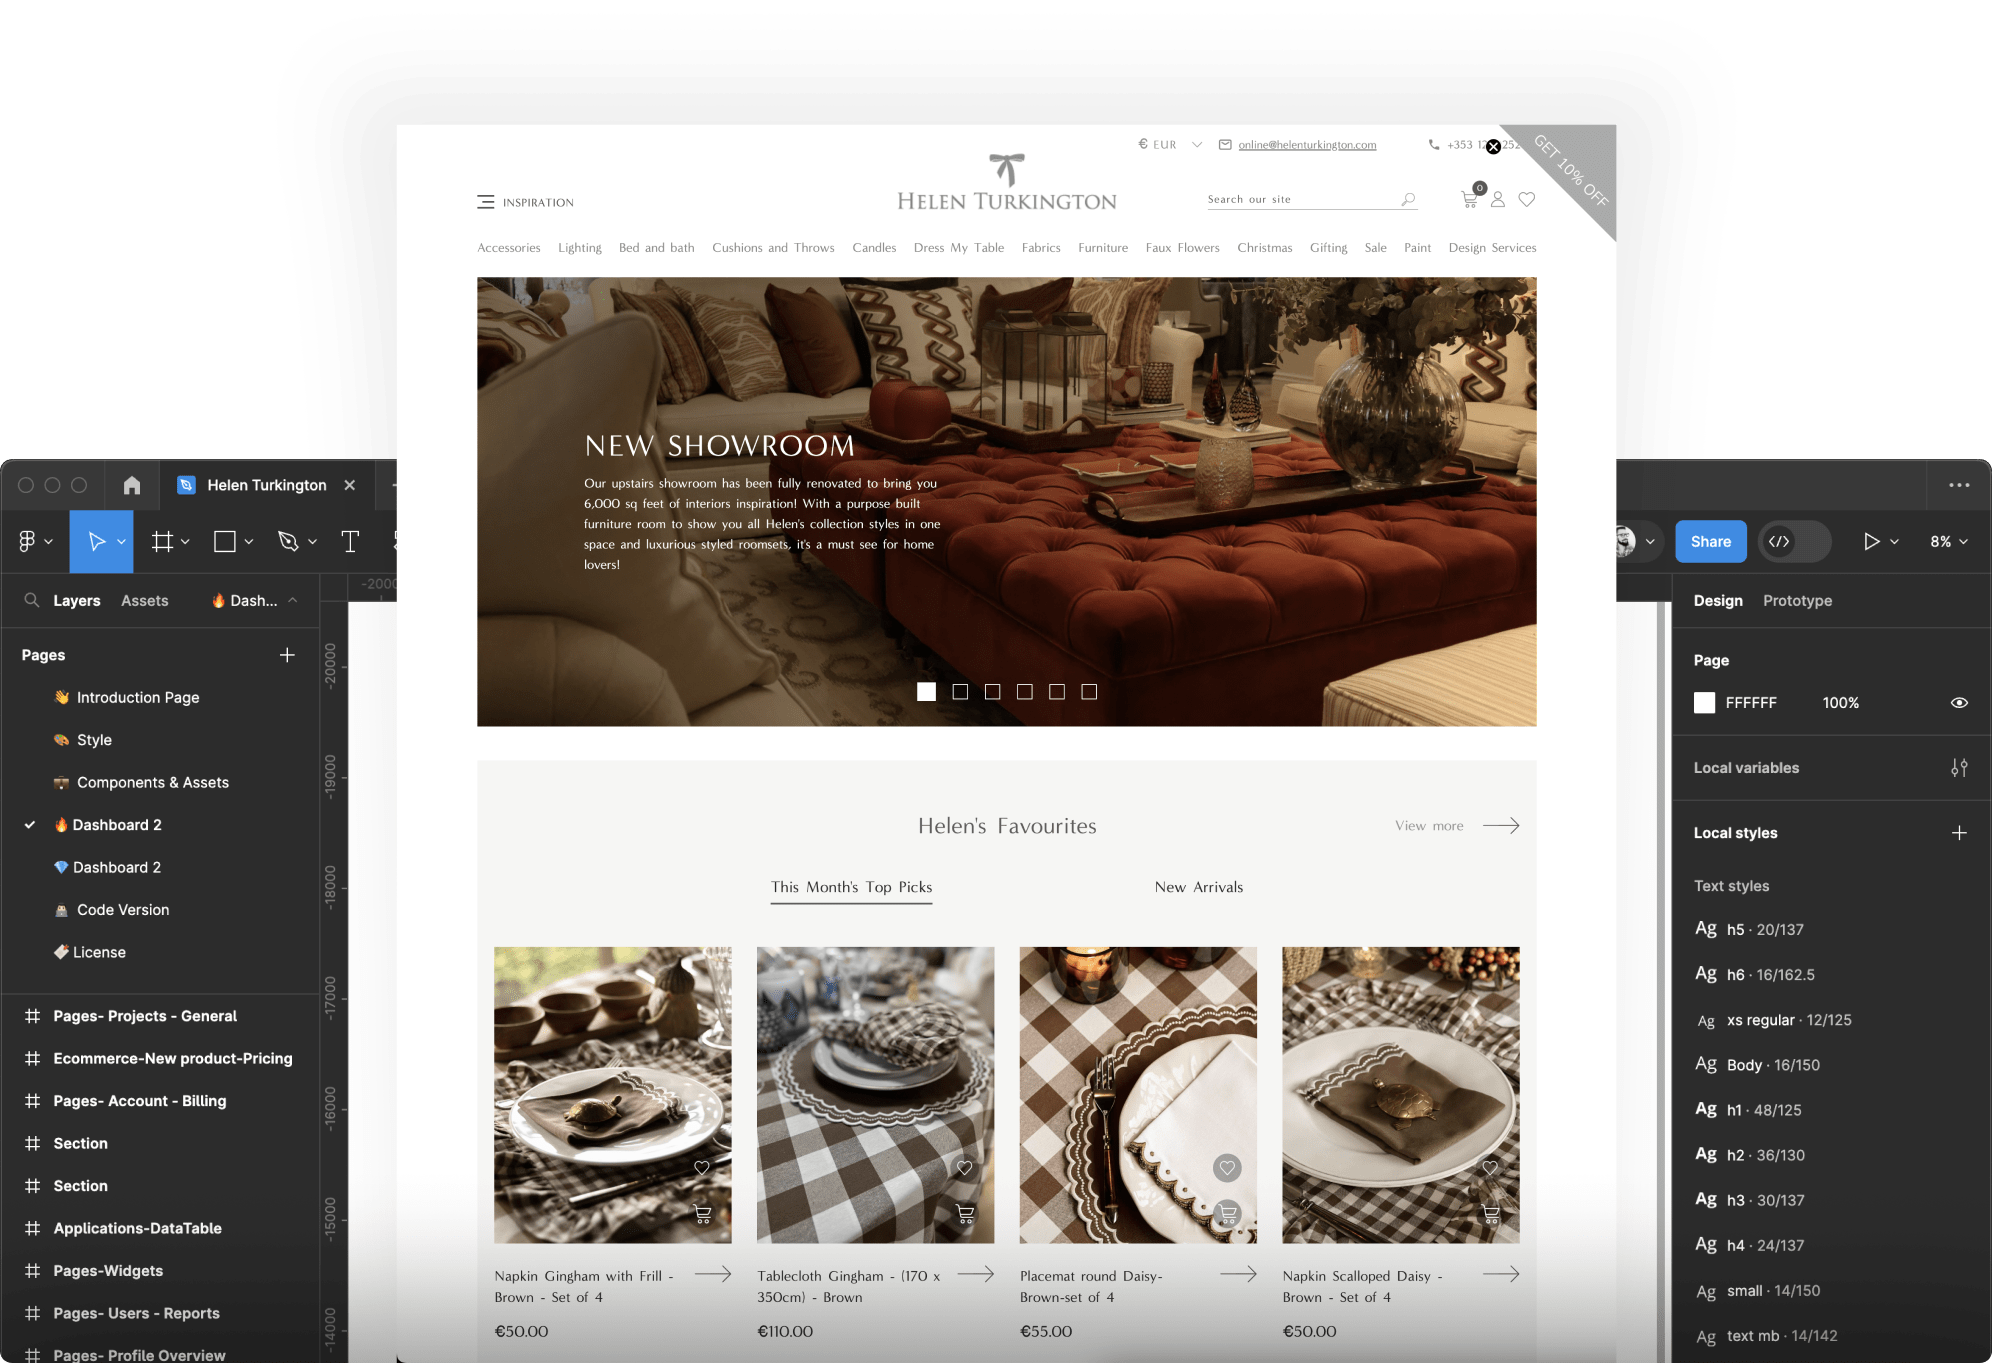 € EUR
online@helenturkington.com
+353 1
252
GET 10% OFF
INSPIRATION
HELEN TURKINGTON
Search our site
0
Accessories Lighting Bed and bath Cushions and Throws Candles Dress My Table Fabrics Furniture Faux Flowers Christmas Gifting Sale Paint Design Services
NEW SHOWROOM
Our upstairs showroom has been fully renovated to bring you
6,000 sq feet of interiors inspiration! With a purpose built
furniture room to show you all Helen's collection styles in one
space and luxurious styled roomsets, it's a must see for home
lovers!
Helen's Favourites
View more
This Month's Top Picks
New Arrivals
Napkin Gingham with Frill -
Brown - Set of 4
€50.00
Tablecloth Gingham - (170 x
350cm) - Brown
€110.00
Placemat round Daisy-
Brown-set of 4
€55.00
Napkin Scalloped Daisy -
Brown - Set of 4
€50.00
Helen Turkington
T
Layers
Assets
🔥 Dash...
Pages
👋 Introduction Page
🎨 Style
💼 Components & Assets
🔥 Dashboard 2
💎 Dashboard 2
Code Version
License
Pages- Projects - General
Ecommerce-New product-Pricing
Pages- Account - Billing
Section
Section
Applications-DataTable
Pages-Widgets
Pages- Users - Reports
Pages- Profile Overview
-2000
-20000
-19000
-18000
-17000
-16000
-15000
-14000
Share
</>
8%
Design
Prototype
Page
FFFFFF
100%
Local variables
Local styles
Text styles
Ag h5 · 20/137
Ag h6 · 16/162.5
Ag xs regular · 12/125
Ag Body · 16/150
Ag h1 · 48/125
Ag h2 · 36/130
Ag h3 · 30/137
Ag h4 · 24/137
Ag small · 14/150
Ag text mb · 14/142